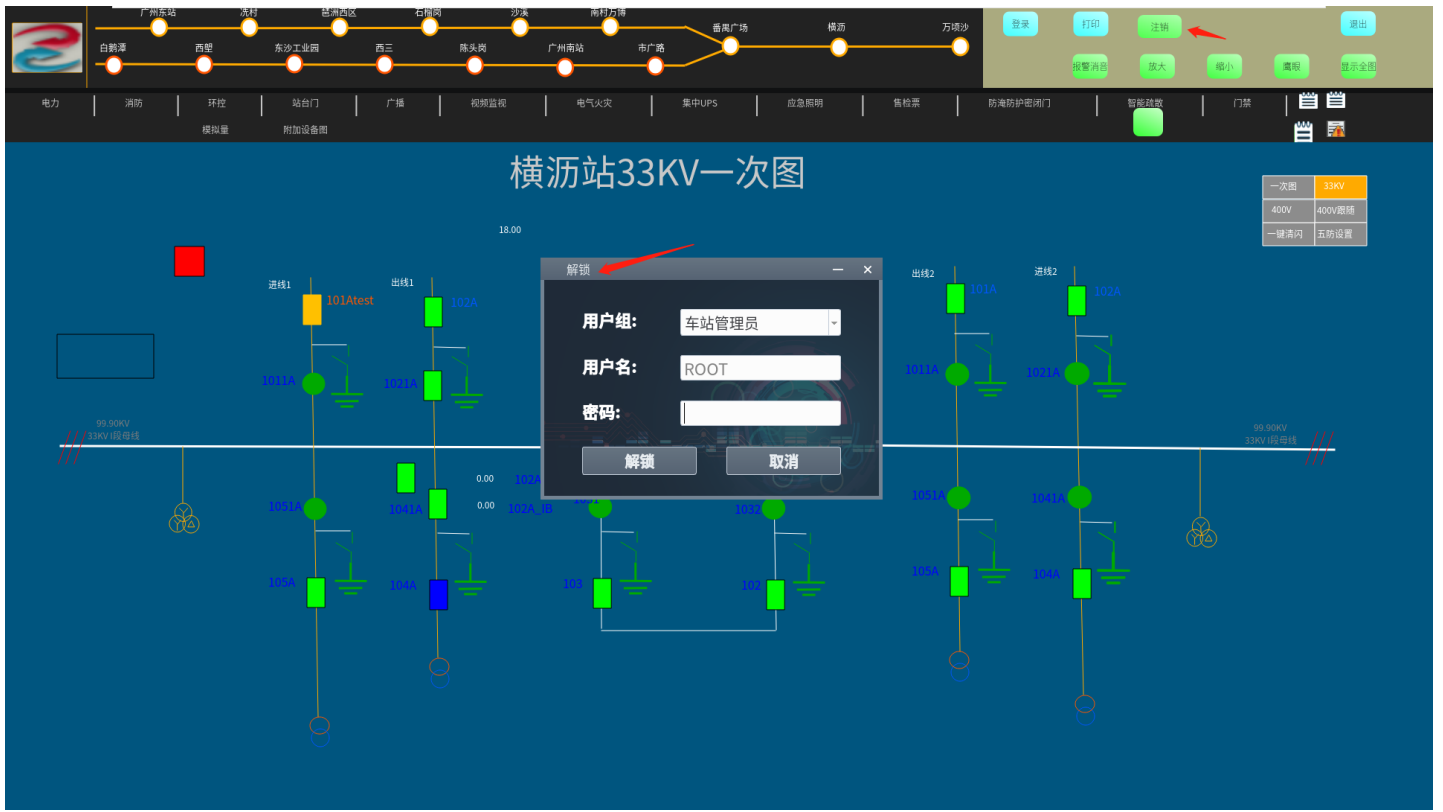 广州东站 冼村 琶洲西区 石榴岗 沙溪 南村万博
番禺广场 横沥 万顷沙
白鹅潭 西塱 东沙工业园 西三 陈头岗 广州南站 市广路
登录 打印 注销 退出
报警消音 放大 缩小 鹰眼 显示全图
电力 消防 环控 站台门 广播 视频监视 电气火灾 集中UPS 应急照明 售检票 防淹防护密闭门 智能疏散 门禁
模拟量 附加设备图
横沥站33KV一次图
一次图 33KV
400V 400V跟随
一键清闪 五防设置
18.00
解锁
用户组: 车站管理员
用户名: ROOT
密码:
解锁 取消
进线1 出线1 出线2 进线2
101Atest 102A 101A 102A
1011A 1021A 1011A 1021A
99.90KV
33KV I段母线
99.90KV
33KV I段母线
0.00 102A
0.00 102A_IB
1051A 1041A 1031 1032 1051A 1041A
105A 104A 103 102 105A 104A